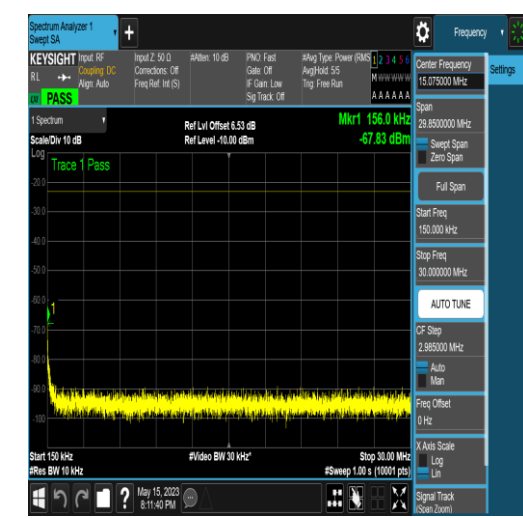 Spectrum Analyzer 1
Swept SA
+
Frequency
KEYSIGHT
RL
PASS
Input: RF
Coupling: DC
Align: Auto
Input Z: 50 Ω
Corrections: Off
Freq Ref: Int (S)
#Atten: 10 dB
PNO: Fast
Gate: Off
IF Gain: Low
Sig Track: Off
#Avg Type: Power (RMS
Avg|Hold: 5/5
Trig: Free Run
1 2 3 4 5 6
M W W W W W
A A A A A A
Settings
1 Spectrum
Scale/Div 10 dB
Ref Lvl Offset 6.53 dB
Ref Level -10.00 dBm
Mkr1 156.0 kHz
-67.83 dBm
Log
Trace 1 Pass
-20.0
-30.0
-40.0
-50.0
-60.0
-70.0
-80.0
-90.0
-100
1
Start 150 kHz
#Res BW 10 kHz
#Video BW 30 kHz*
Stop 30.00 MHz
#Sweep 1.00 s (10001 pts)
?
May 15, 2023
8:11:40 PM
Center Frequency
15.075000 MHz
Span
29.8500000 MHz
Swept Span
Zero Span
Full Span
Start Freq
150.000 kHz
Stop Freq
30.000000 MHz
AUTO TUNE
CF Step
2.985000 MHz
Auto
Man
Freq Offset
0 Hz
X Axis Scale
Log
Lin
Signal Track
(Span Zoom)